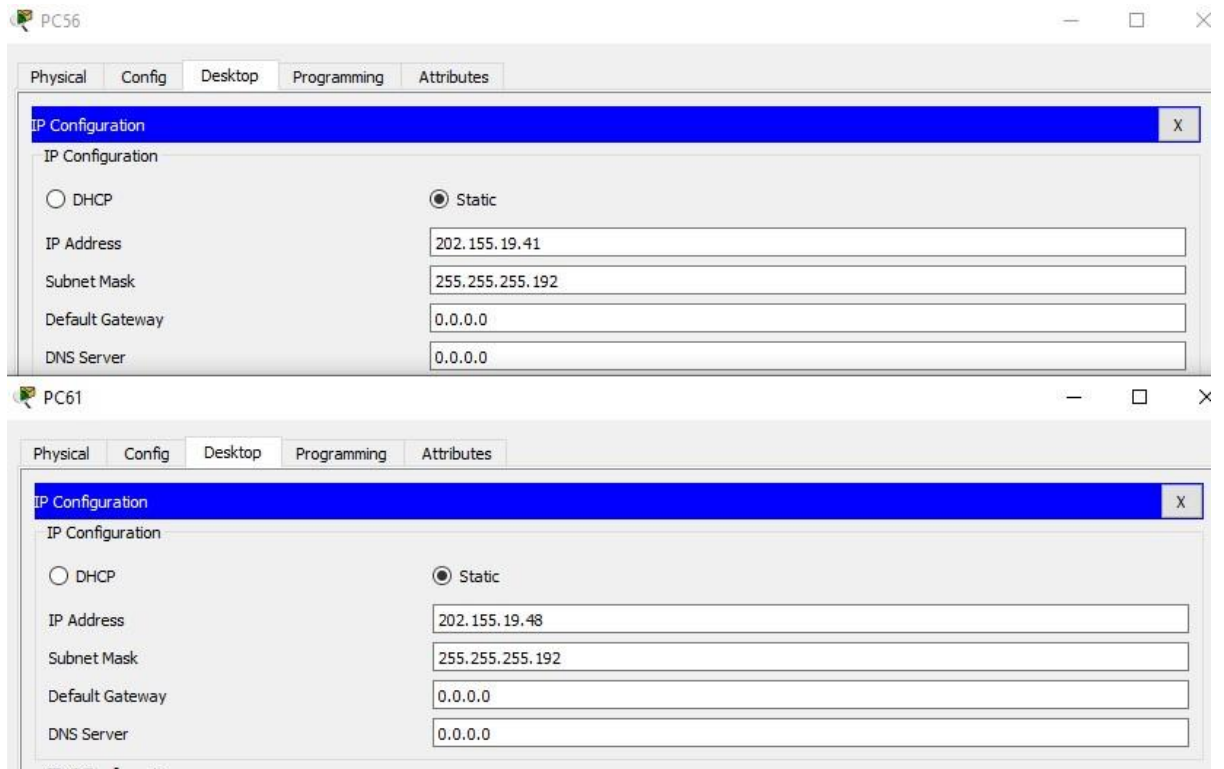 PC56
Physical Config Desktop Programming Attributes
IP Configuration X
IP Configuration
DHCP Static
IP Address 202.155.19.41
Subnet Mask 255.255.255.192
Default Gateway 0.0.0.0
DNS Server 0.0.0.0
PC61
Physical Config Desktop Programming Attributes
IP Configuration X
IP Configuration
DHCP Static
IP Address 202.155.19.48
Subnet Mask 255.255.255.192
Default Gateway 0.0.0.0
DNS Server 0.0.0.0